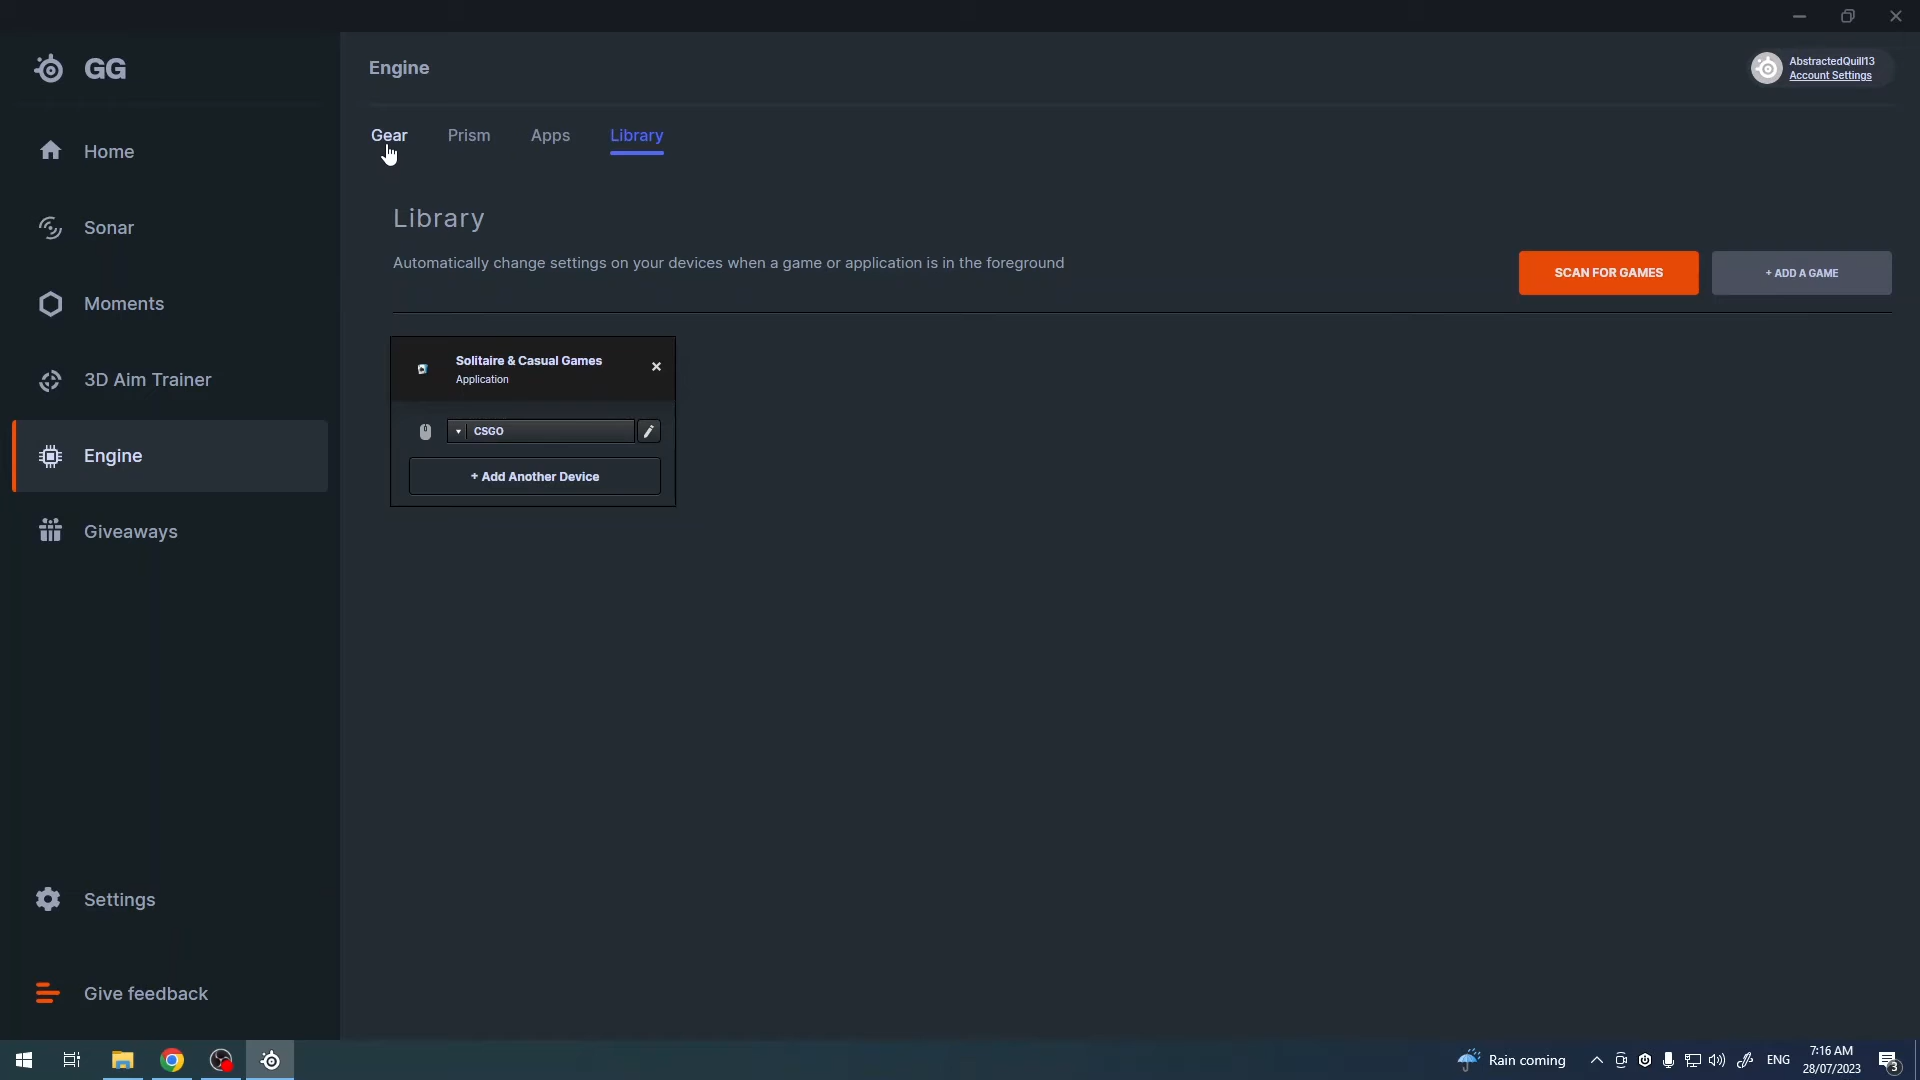 GG
Engine
AbstractedQuill13
Account Settings
Home
Sonar
Moments
3D Aim Trainer
Engine
Giveaways
Settings
Give feedback
Gear
Prism
Apps
Library
Library
Automatically change settings on your devices when a game or application is in the foreground
SCAN FOR GAMES
+ ADD A GAME
Solitaire & Casual Games
Application
CSGO
+ Add Another Device
Rain coming
ENG
7:16 AM
28/07/2023
3